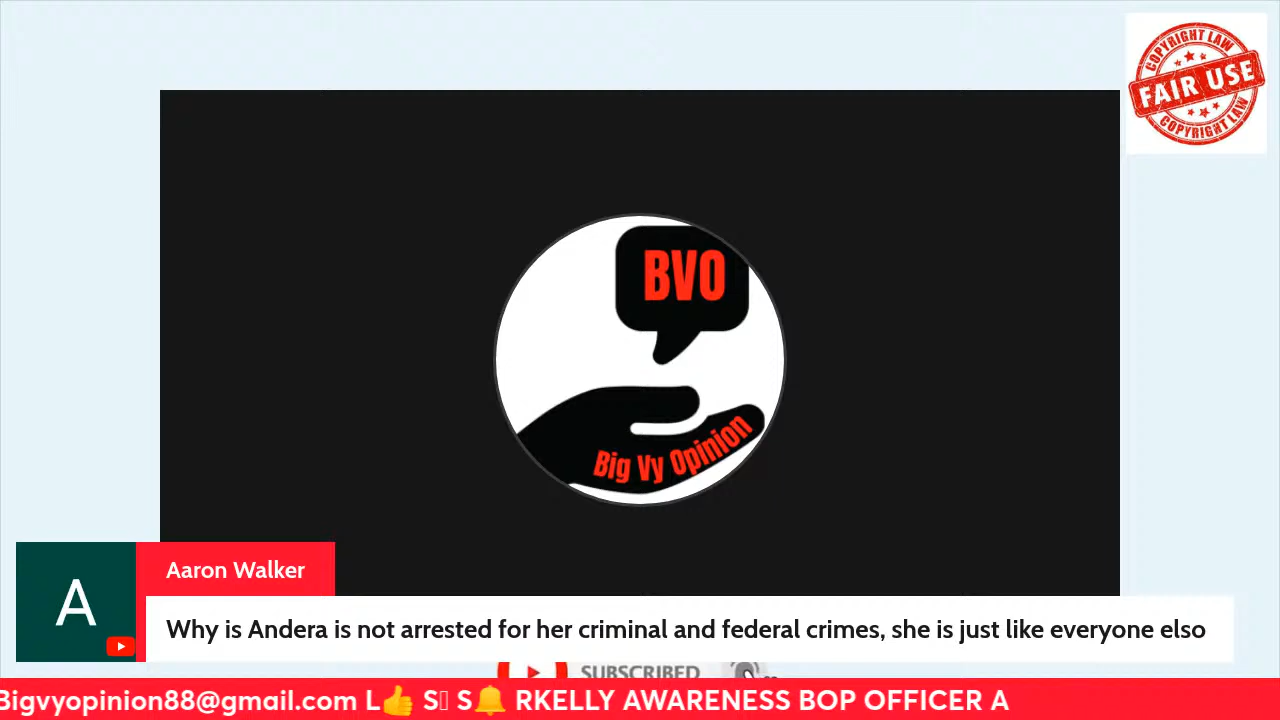 COPYRIGHT LAW
FAIR USE
COPYRIGHT LAW
BVO
Big Vy Opinion
A
Aaron Walker
Why is Andera is not arrested for her criminal and federal crimes, she is just like everyone elso
SUBSCRIBED
Bigvyopinion88@gmail.com L👍 S S🔔 RKELLY AWARENESS BOP OFFICER A